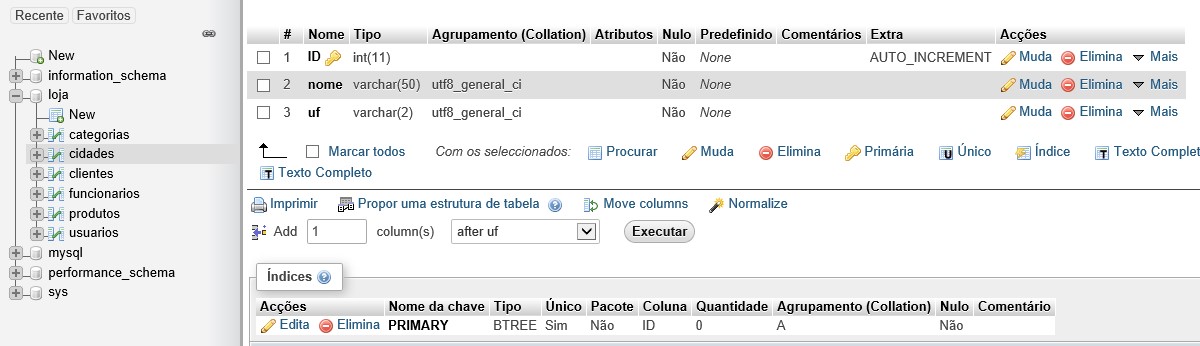 Recente Favoritos
New
information_schema
loja
New
categorias
cidades
clientes
funcionarios
produtos
usuarios
mysql
performance_schema
sys
# Nome Tipo Agrupamento (Collation) Atributos Nulo Predefinido Comentários Extra Acções
1 ID int(11) Não None AUTO_INCREMENT Muda Elimina Mais
2 nome varchar(50) utf8_general_ci Não None Muda Elimina Mais
3 uf varchar(2) utf8_general_ci Não None Muda Elimina Mais
Marcar todos Com os seleccionados: Procurar Muda Elimina Primária U Único Índice T Texto Complet
T Texto Completo
Imprimir Propor uma estrutura de tabela Move columns Normalize
Add 1 column(s) after uf Executar
Índices
Acções Nome da chave Tipo Único Pacote Coluna Quantidade Agrupamento (Collation) Nulo Comentário
Edita Elimina PRIMARY BTREE Sim Não ID 0 A Não